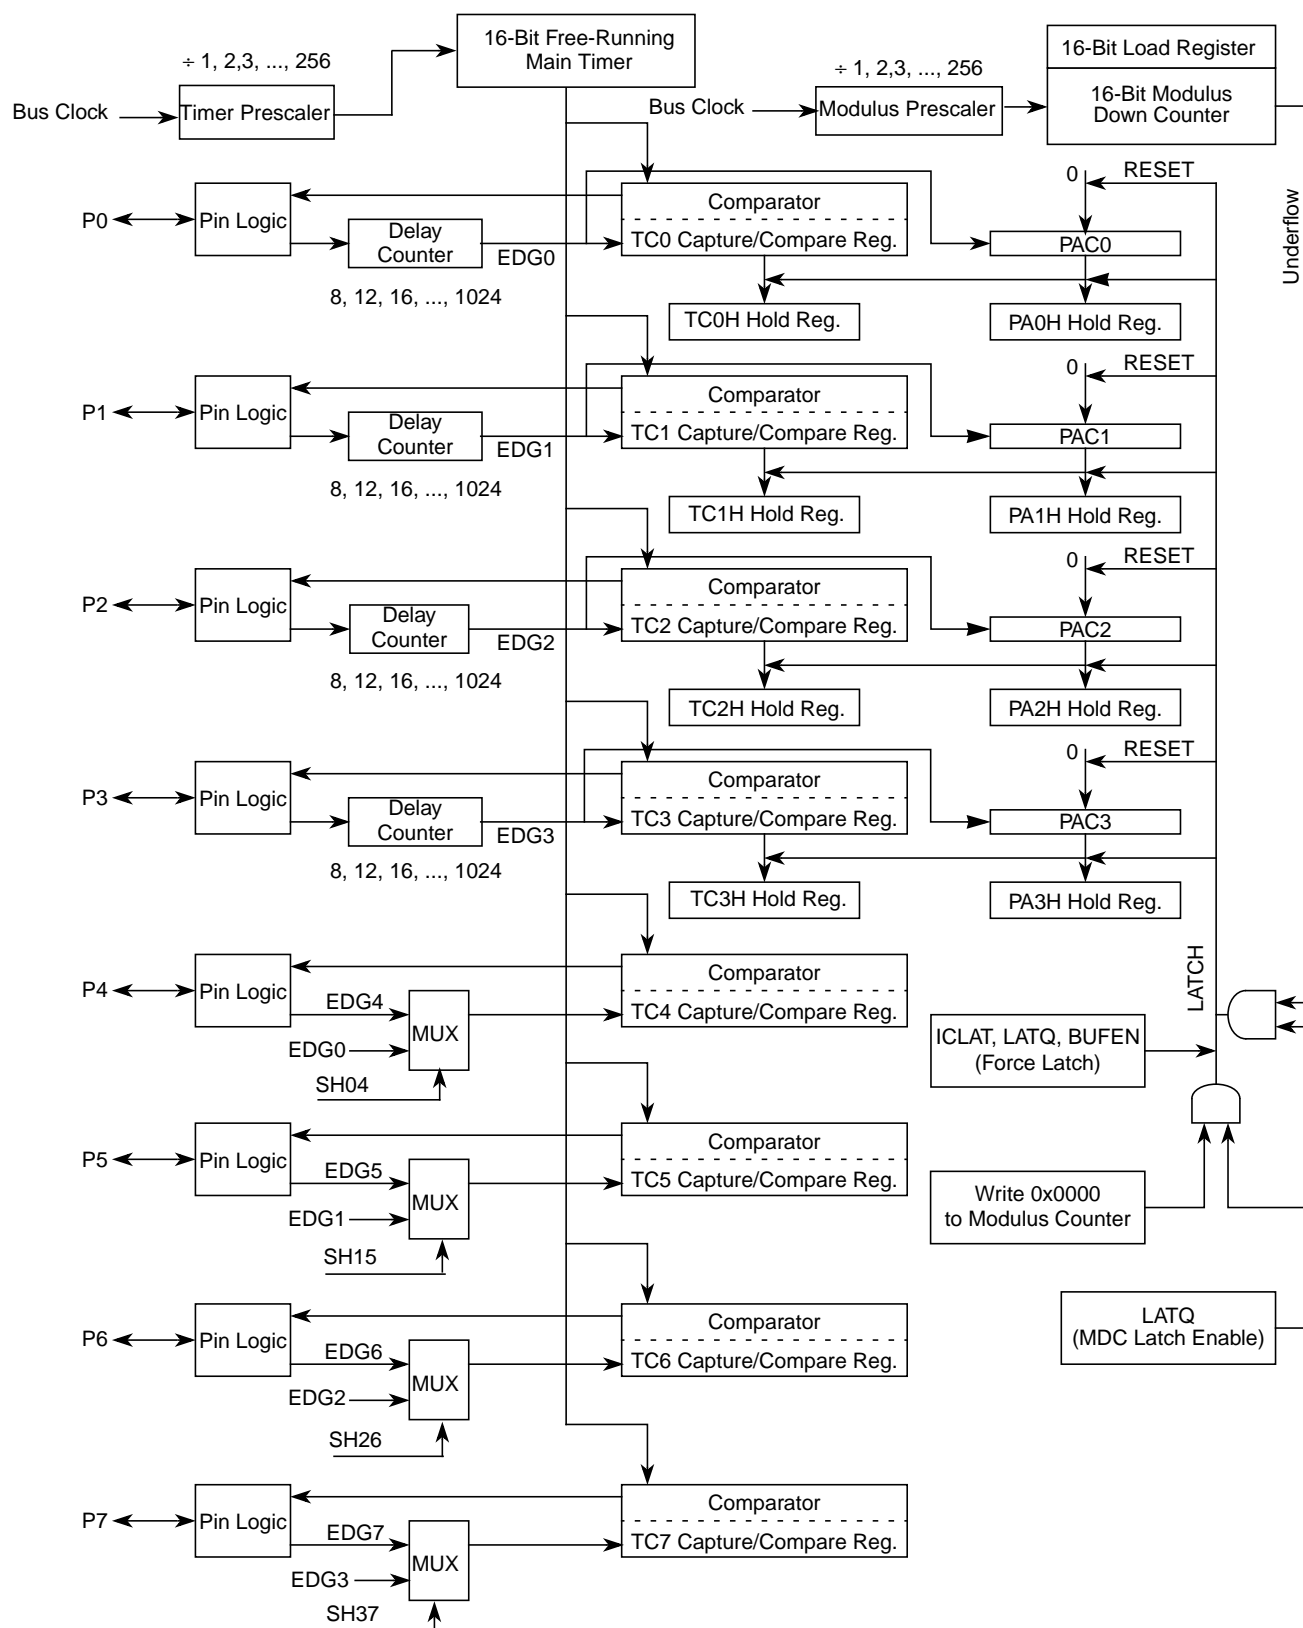 16-Bit Free-Running
Main Timer
16-Bit Load Register
÷ 1, 2,3, ..., 256
÷ 1, 2,3, ..., 256
16-Bit Modulus
Down Counter
Bus Clock
Timer Prescaler
Bus Clock
Modulus Prescaler
0
RESET
Underflow
P0
Pin Logic
Comparator
Delay
Counter
EDG0
TC0 Capture/Compare Reg.
PAC0
8, 12, 16, ..., 1024
TC0H Hold Reg.
PA0H Hold Reg.
0
RESET
P1
Pin Logic
Comparator
Delay
Counter
EDG1
TC1 Capture/Compare Reg.
PAC1
8, 12, 16, ..., 1024
TC1H Hold Reg.
PA1H Hold Reg.
0
RESET
P2
Pin Logic
Comparator
Delay
Counter
EDG2
TC2 Capture/Compare Reg.
PAC2
8, 12, 16, ..., 1024
TC2H Hold Reg.
PA2H Hold Reg.
0
RESET
P3
Pin Logic
Comparator
Delay
Counter
EDG3
TC3 Capture/Compare Reg.
PAC3
8, 12, 16, ..., 1024
TC3H Hold Reg.
PA3H Hold Reg.
LATCH
P4
Pin Logic
Comparator
EDG4
MUX
TC4 Capture/Compare Reg.
EDG0
SH04
ICLAT, LATQ, BUFEN
(Force Latch)
P5
Pin Logic
Comparator
EDG5
MUX
TC5 Capture/Compare Reg.
EDG1
SH15
Write 0x0000
to Modulus Counter
P6
Pin Logic
Comparator
EDG6
MUX
TC6 Capture/Compare Reg.
EDG2
SH26
LATQ
(MDC Latch Enable)
P7
Pin Logic
Comparator
EDG7
MUX
TC7 Capture/Compare Reg.
EDG3
SH37